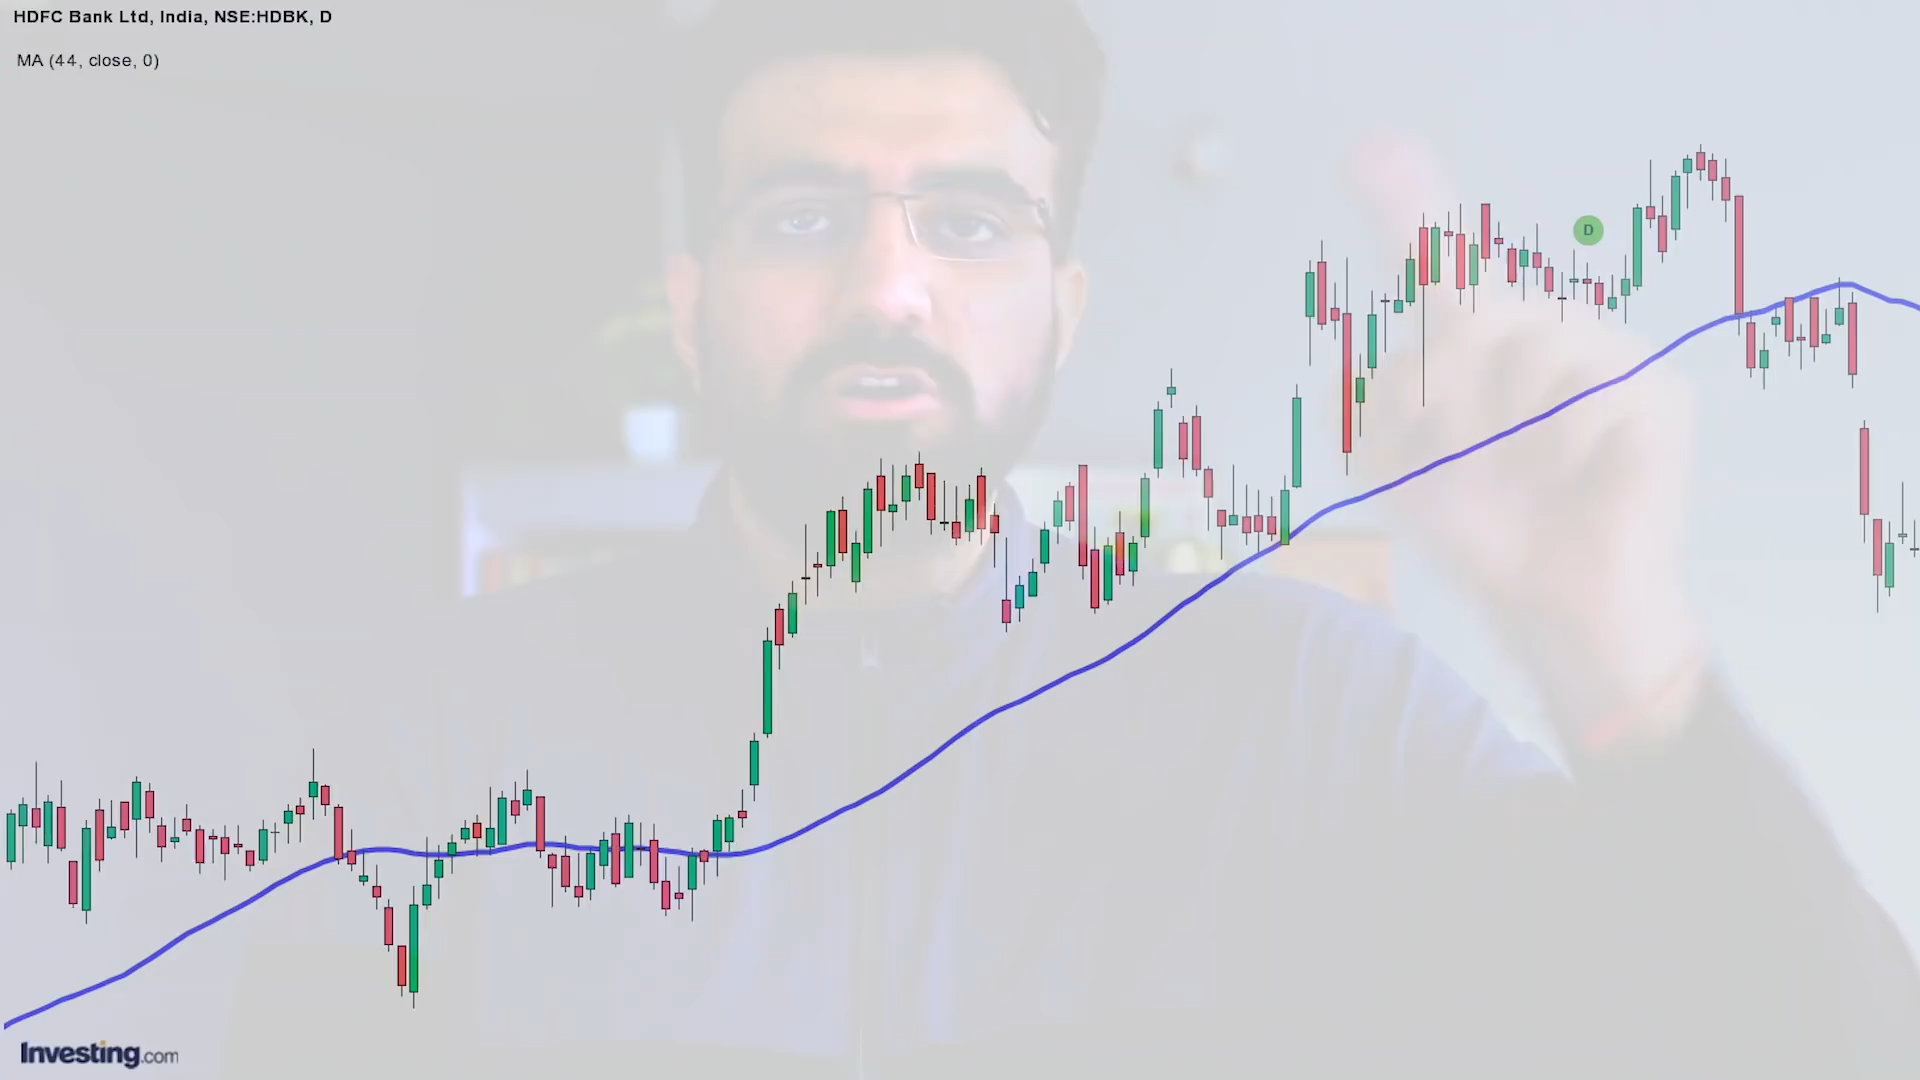 HDFC Bank Ltd, India, NSE:HDBK, D
MA (44, close, 0)
D
Investing.com